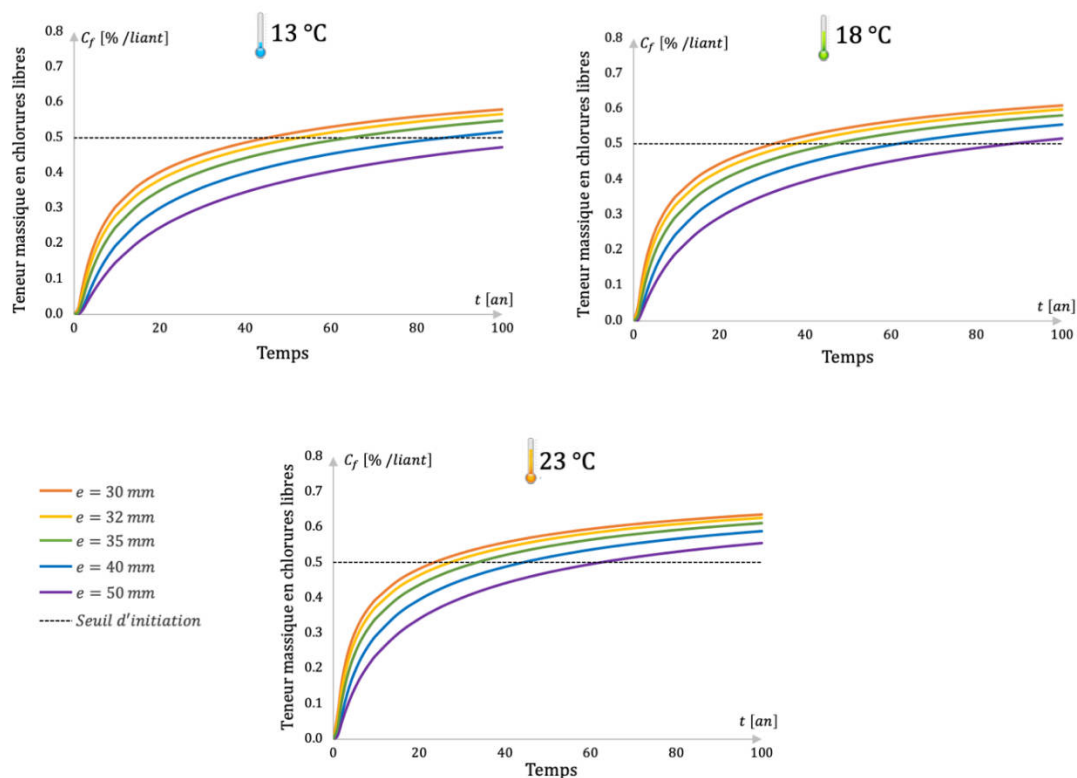 13 °C
C_f [% /liant]
Teneur massique en chlorures libres
0.8
0.7
0.6
0.5
0.4
0.3
0.2
0.1
0.0
0 20 40 60 80 100
t [an]
Temps
18 °C
C_f [% /liant]
Teneur massique en chlorures libres
0.8
0.7
0.6
0.5
0.4
0.3
0.2
0.1
0.0
0 20 40 60 80 100
t [an]
Temps
23 °C
C_f [% /liant]
Teneur massique en chlorures libres
0.8
0.7
0.6
0.5
0.4
0.3
0.2
0.1
0.0
0 20 40 60 80 100
t [an]
Temps
e = 30 mm
e = 32 mm
e = 35 mm
e = 40 mm
e = 50 mm
Seuil d'initiation